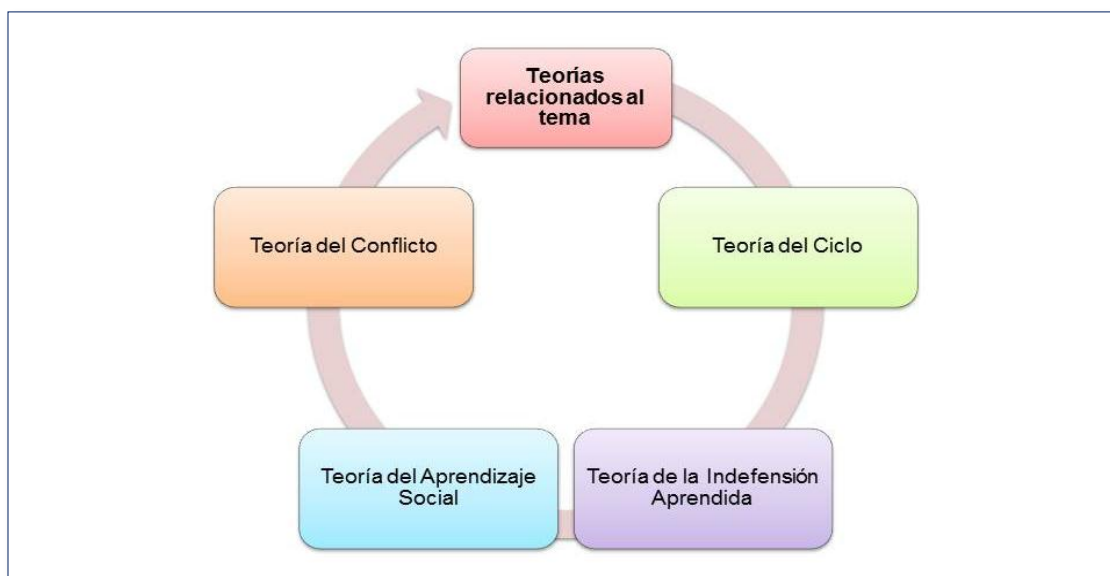 Teorías
relacionados al
tema
Teoría del Ciclo
Teoría de la Indefensión
Aprendida
Teoría del Aprendizaje
Social
Teoría del Conflicto